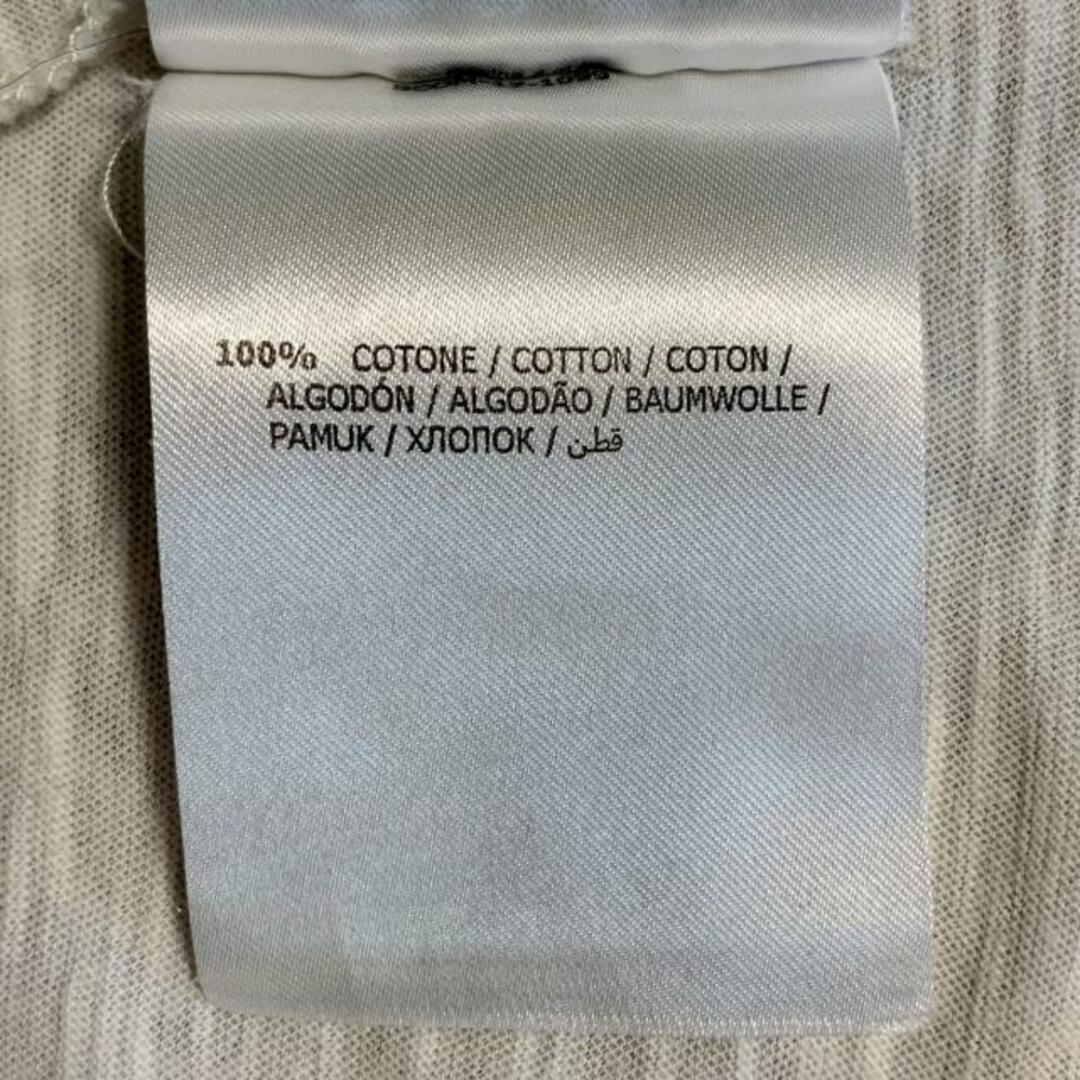 100% COTONE / COTTON / COTON /
ALGODÓN / ALGODÃO / BAUMWOLLE /
PAMUK / ХЛОПОК / قطن